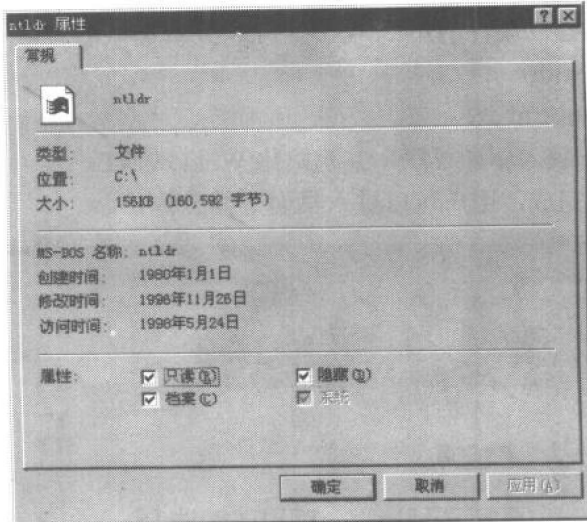 ntldr 属性
常规
ntldr
类型: 文件
位置: C:\
大小: 156KB (160,592 字节)
MS-DOS 名称: ntldr
创建时间: 1980年1月1日
修改时间: 1996年11月26日
访问时间: 1998年5月24日
属性: 只读(R) 隐藏(D)
档案(C) 系统
确定 取消 应用(A)